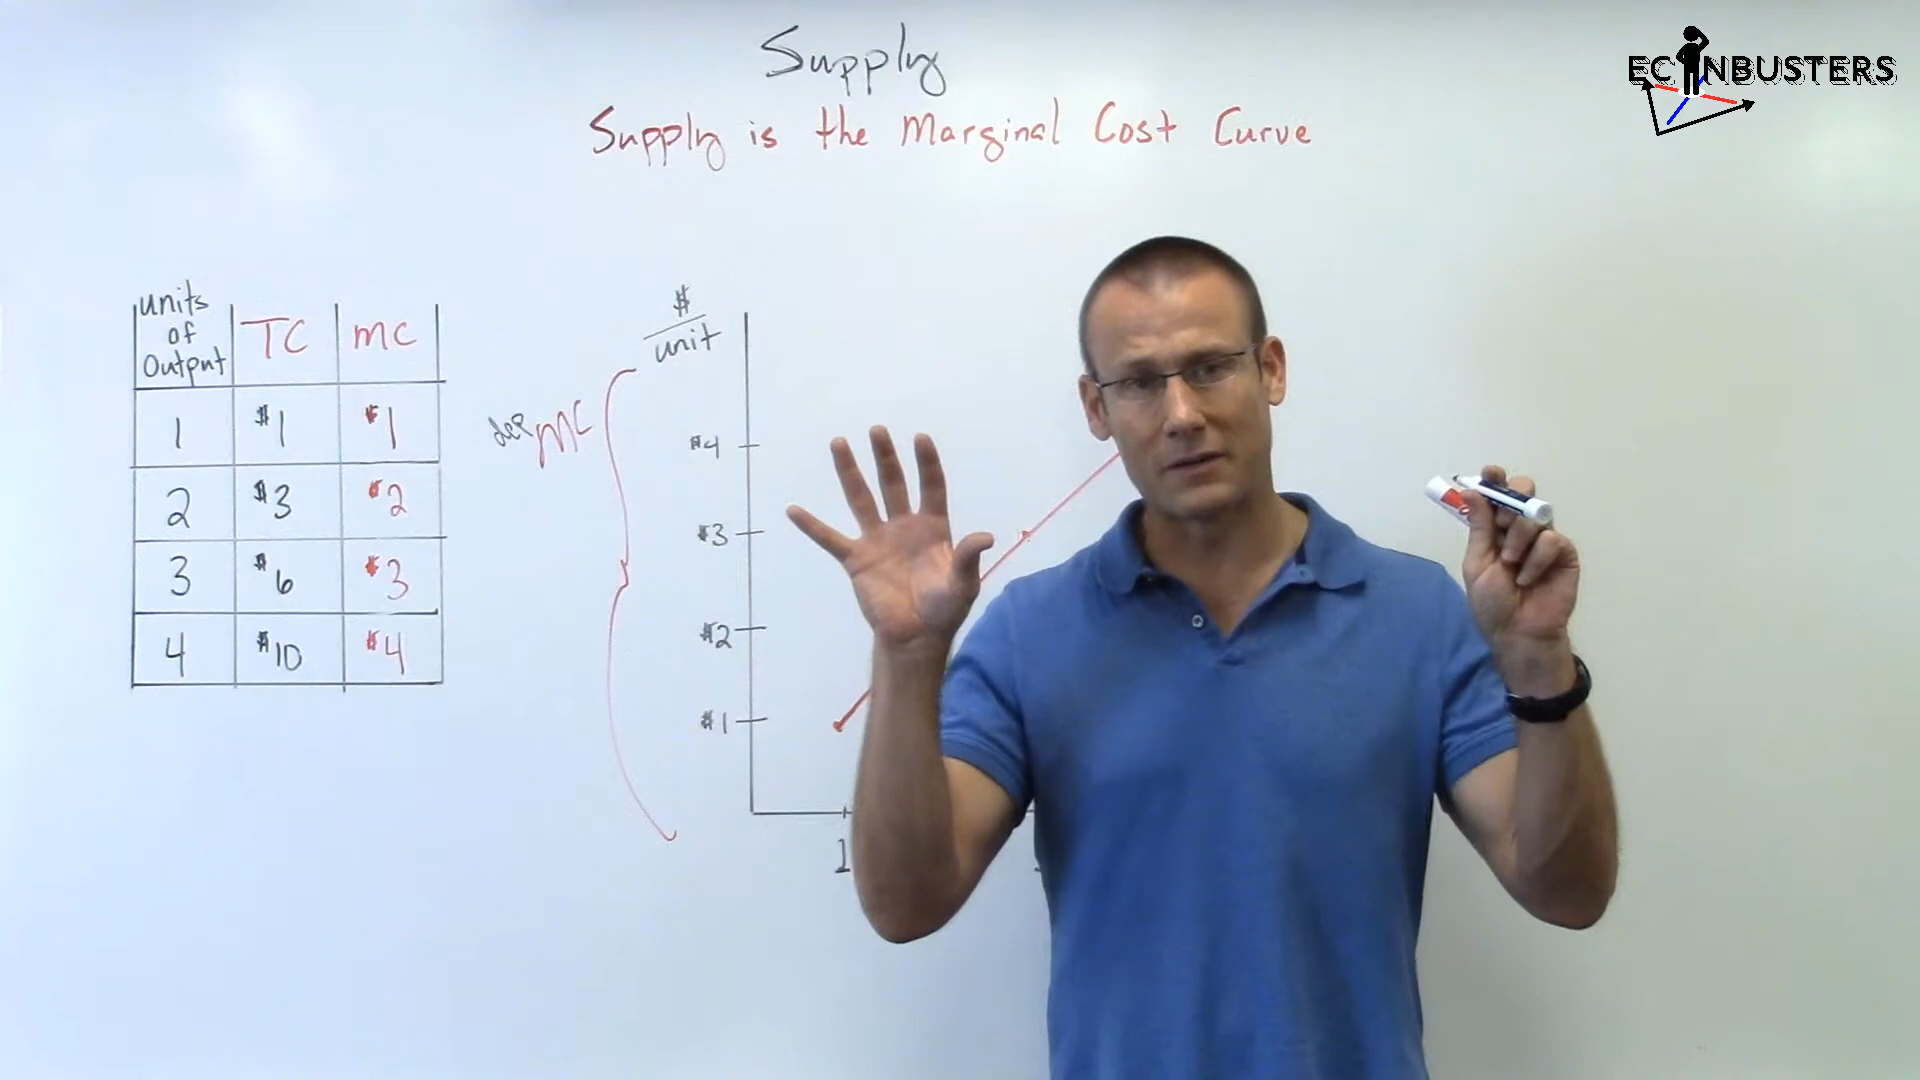 Supply
ECONBUSTERS
Supply is the Marginal Cost Curve
units
of
Output
TC
MC
1
$1
$1
2
$3
$2
3
$6
$3
4
$10
$4
$
unit
MC
$4
$3
$2
$1
1